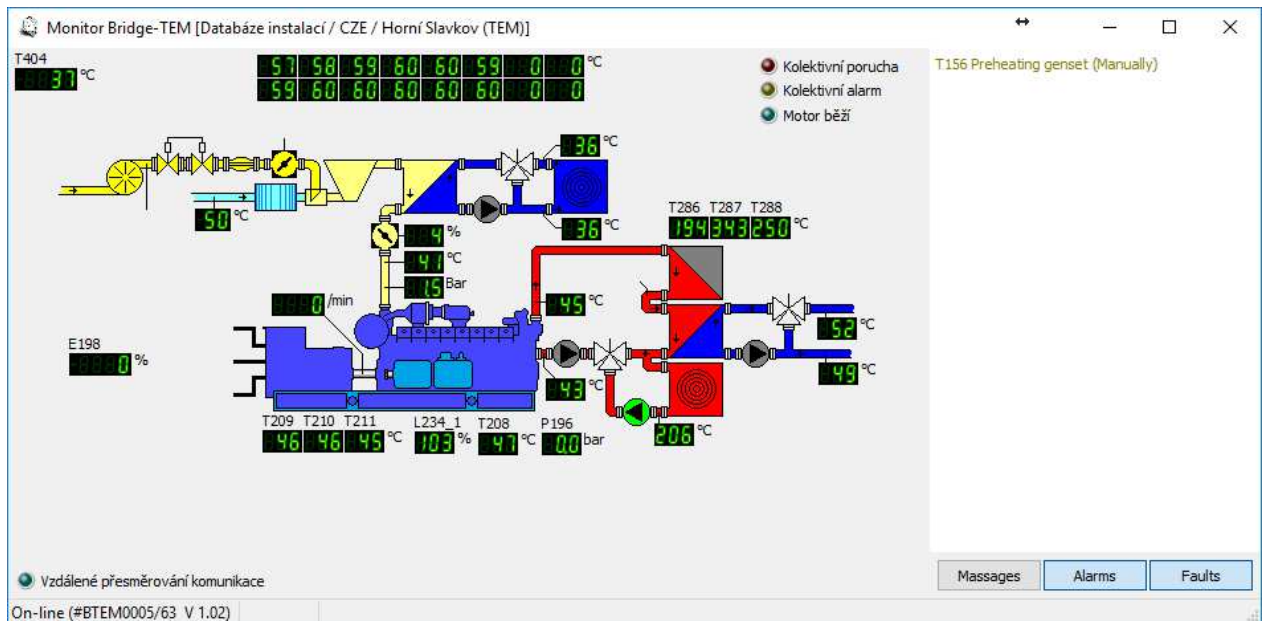 Monitor Bridge-TEM [Databáze instalací / CZE / Horní Slavkov (TEM)]
T404
37 °C
57 58 59 60 60 59 0 0 °C
59 60 60 60 60 60 0 0
Kolektivní porucha
Kolektivní alarm
Motor běží
T156 Preheating genset (Manually)
36 °C
50 °C
36 °C
T286 T287 T288
194 343 250 °C
4 %
41 °C
1.5 Bar
0 /min
45 °C
52 °C
E198
0 %
49 °C
43 °C
T209 T210 T211 L234_1 T208 P196
46 46 45 °C 103 % 47 °C 0.0 bar
206 °C
Vzdálené přesměrování komunikace
Massages Alarms Faults
On-line (#BTEM0005/63 V 1.02)